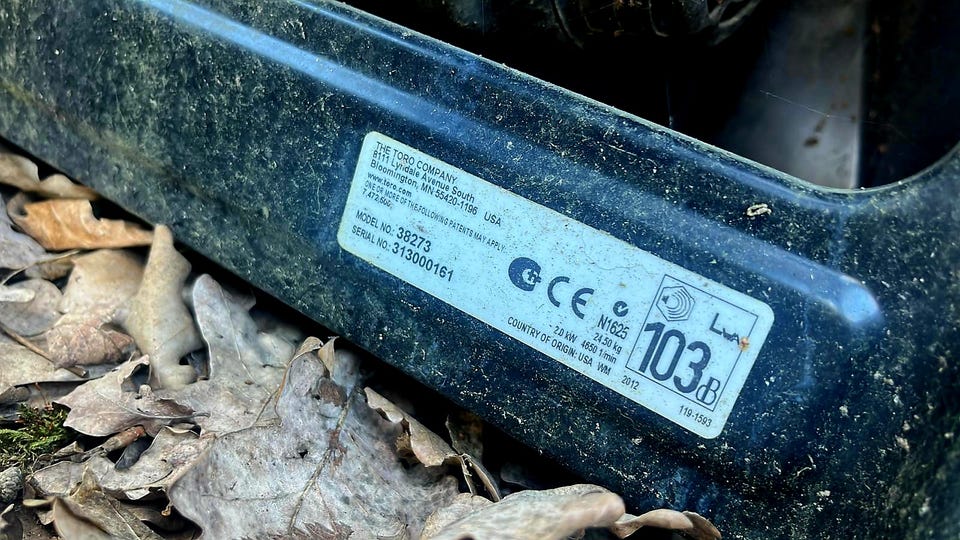 THE TORO COMPANY
8111 Lyndale Avenue South
Bloomington, MN 55420-1196 USA
www.toro.com
ONE OR MORE OF THE FOLLOWING PATENTS MAY APPLY:
MODEL NO: 38273
SERIAL NO: 313000161
CE
N1625
24.50 kg
2.0 kW 4850 1/min
COUNTRY OF ORIGIN: USA WM 2012
LWA
103dB
119-1593